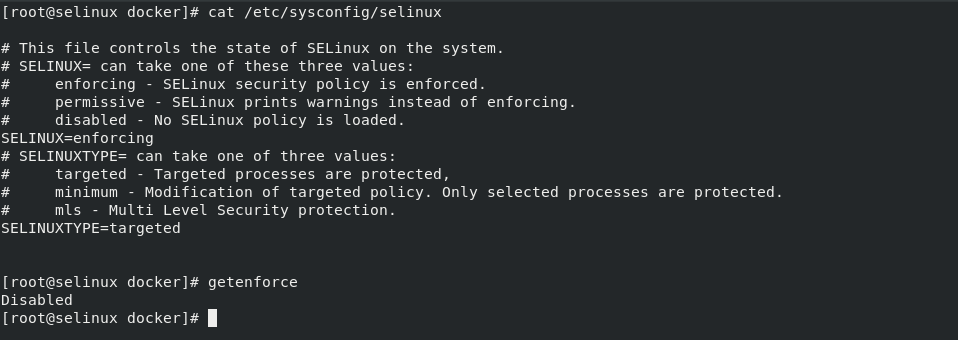 [root@selinux docker]# cat /etc/sysconfig/selinux
# This file controls the state of SELinux on the system.
# SELINUX= can take one of these three values:
#     enforcing - SELinux security policy is enforced.
#     permissive - SELinux prints warnings instead of enforcing.
#     disabled - No SELinux policy is loaded.
SELINUX=enforcing
# SELINUXTYPE= can take one of three values:
#     targeted - Targeted processes are protected,
#     minimum - Modification of targeted policy. Only selected processes are protected.
#     mls - Multi Level Security protection.
SELINUXTYPE=targeted
[root@selinux docker]# getenforce
Disabled
[root@selinux docker]#